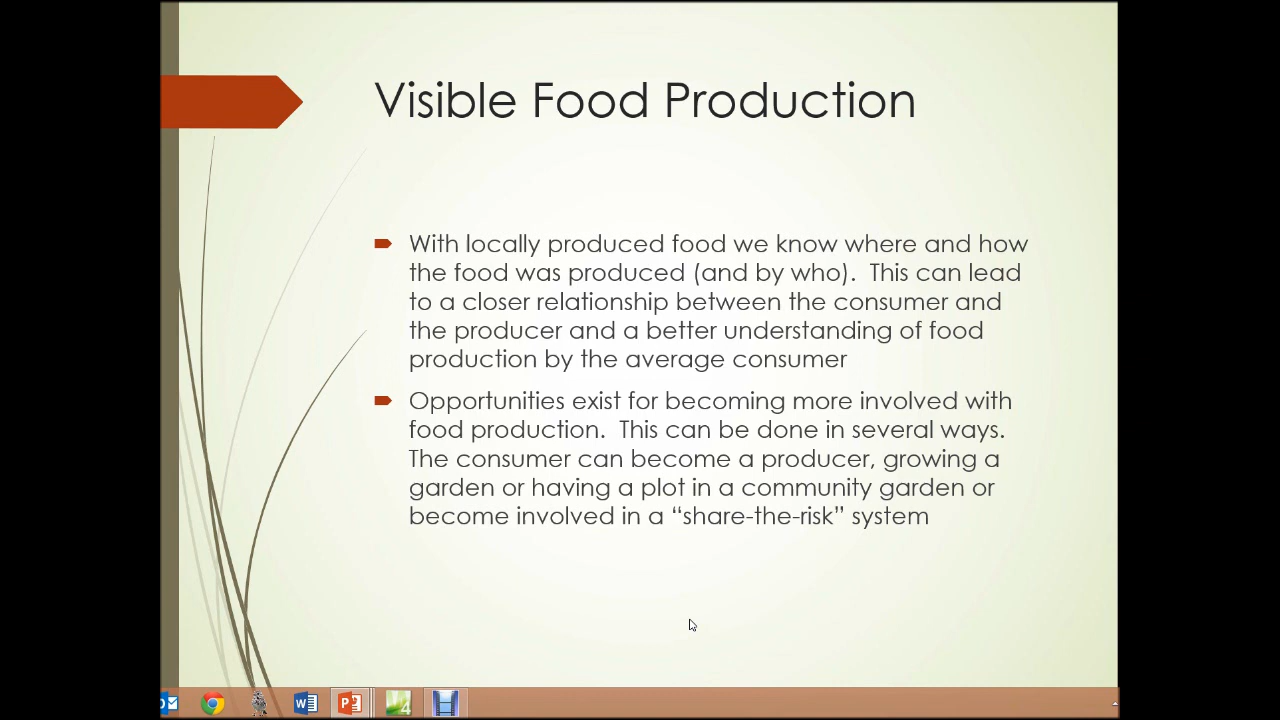 Visible Food Production
With locally produced food we know where and how
the food was produced (and by who).  This can lead
to a closer relationship between the consumer and
the producer and a better understanding of food
production by the average consumer
Opportunities exist for becoming more involved with
food production.  This can be done in several ways.
The consumer can become a producer, growing a
garden or having a plot in a community garden or
become involved in a “share-the-risk” system